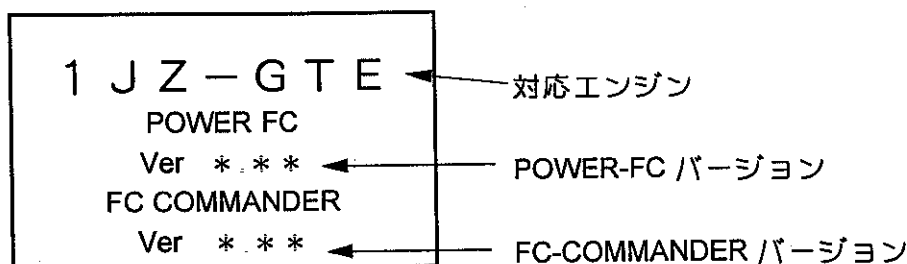 1JZ-GTE
対応エンジン
POWER FC
Ver *.**
POWER-FC バージョン
FC COMMANDER
Ver *.**
FC-COMMANDER バージョン